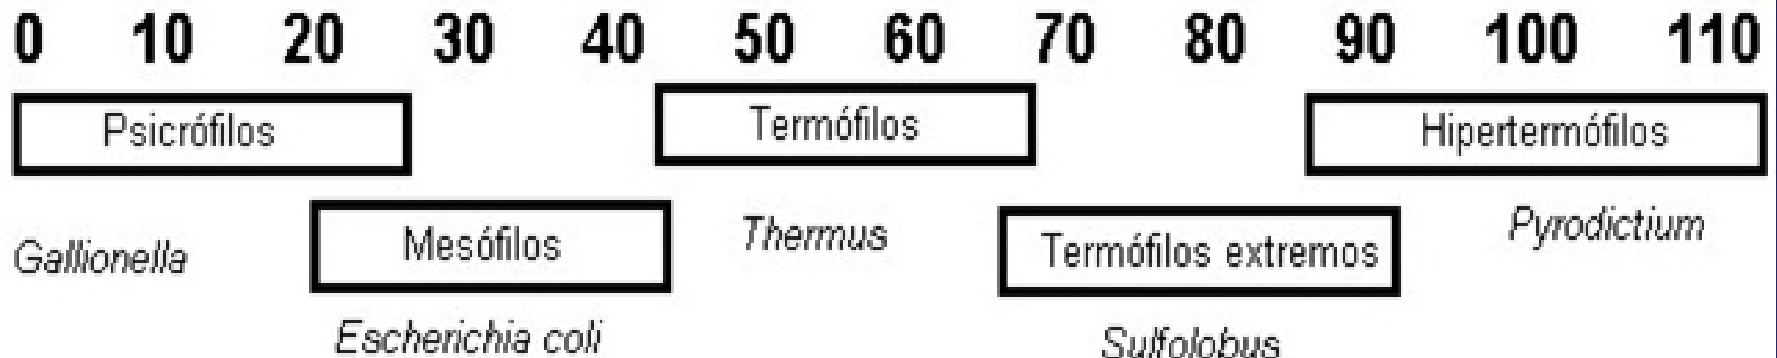 0 10 20 30 40 50 60 70 80 90 100 110
Psicrófilos
Termófilos
Hipertermófilos
Gallionella
Mesófilos
Thermus
Termófilos extremos
Pyrodictium
Escherichia coli
Sulfolobus